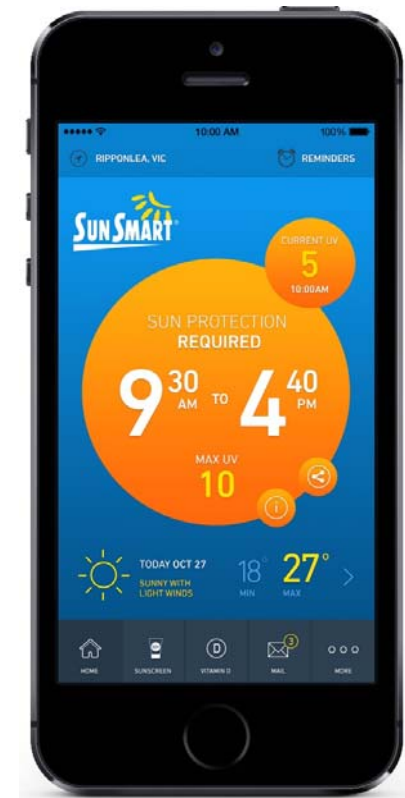 10:00 AM
100%
RIPPONLEA, VIC
REMINDERS
SUNSMART
CURRENT UV
5
10:00AM
SUN PROTECTION
REQUIRED
9 30 AM TO 4 40 PM
MAX UV
10
TODAY OCT 27
SUNNY WITH
LIGHT WINDS
18°
MIN
27°
MAX
HOME
SUNSCREEN
D
VITAMIN D
3
MAIL
MORE